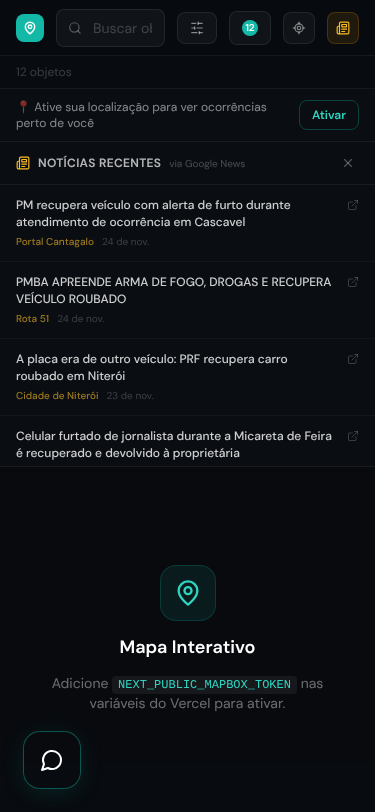 Buscar ob
12
12 objetos
Ative sua localização para ver ocorrências
perto de você
Ativar
NOTÍCIAS RECENTES via Google News
PM recupera veículo com alerta de furto durante
atendimento de ocorrência em Cascavel
Portal Cantagalo 24 de nov.
PMBA APREENDE ARMA DE FOGO, DROGAS E RECUPERA
VEÍCULO ROUBADO
Rota 51 24 de nov.
A placa era de outro veículo: PRF recupera carro
roubado em Niterói
Cidade de Niterói 23 de nov.
Celular furtado de jornalista durante a Micareta de Feira
é recuperado e devolvido à proprietária
Mapa Interativo
Adicione NEXT_PUBLIC_MAPBOX_TOKEN nas
variáveis do Vercel para ativar.